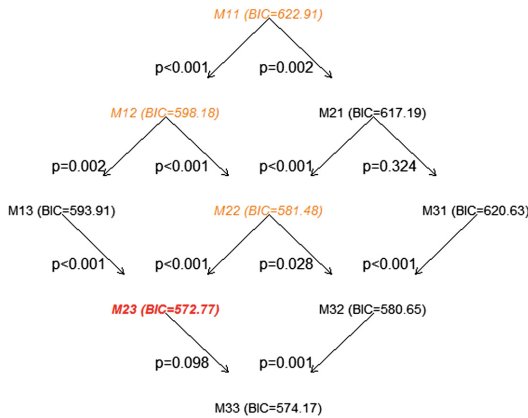 M11 (BIC=622.91)
p<0.001 p=0.002
M12 (BIC=598.18) M21 (BIC=617.19)
p=0.002 p<0.001 p<0.001 p=0.324
M13 (BIC=593.91) M22 (BIC=581.48) M31 (BIC=620.63)
p<0.001 p<0.001 p=0.028 p<0.001
M23 (BIC=572.77) M32 (BIC=580.65)
p=0.098 p=0.001
M33 (BIC=574.17)